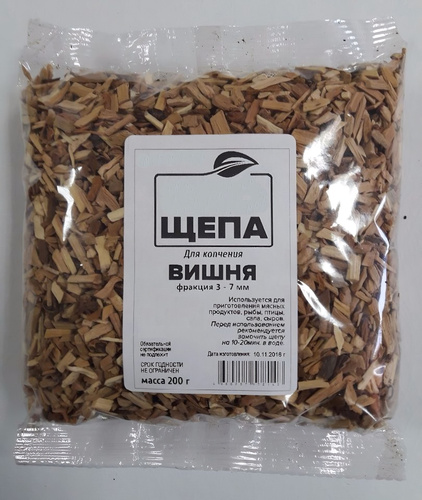 ЩЕПА
Для копчения
ВИШНЯ
фракция 3 - 7 мм
Используется для
приготовления мясных
продуктов, рыбы, птицы,
сала, сыров.
Перед использованием
рекомендуется
замочить щепу
на 10-20мин. в воде.
Обязательной
сертификации
не подлежит
Дата изготовления: 10.11.2018 г
СРОК ГОДНОСТИ
НЕ ОГРАНИЧЕН
масса 200 г